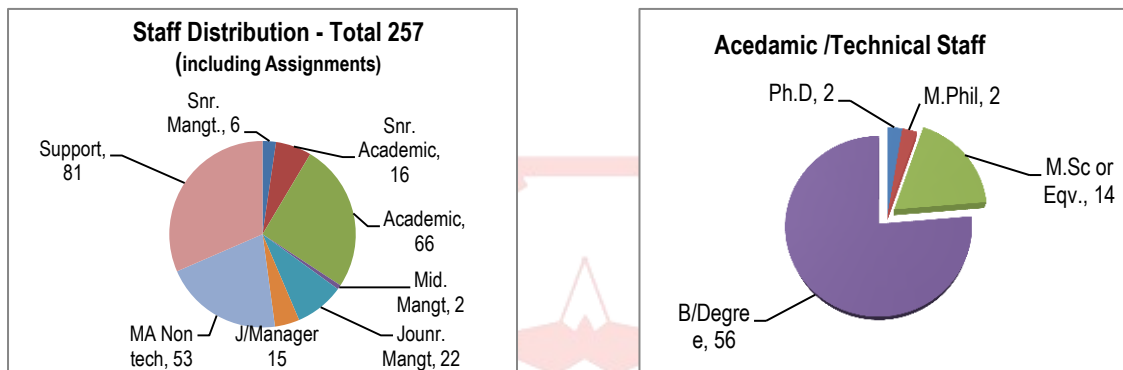 Staff Distribution - Total 257
(including Assignments)
Snr.
Mangt., 6
Snr.
Academic,
16
Support,
81
Academic,
66
Mid.
Mangt, 2
Jounr.
Mangt, 22
J/Manager
15
MA Non
tech, 53
Acedamic /Technical Staff
Ph.D, 2
M.Phil, 2
M.Sc or
Eqv., 14
B/Degre
e, 56